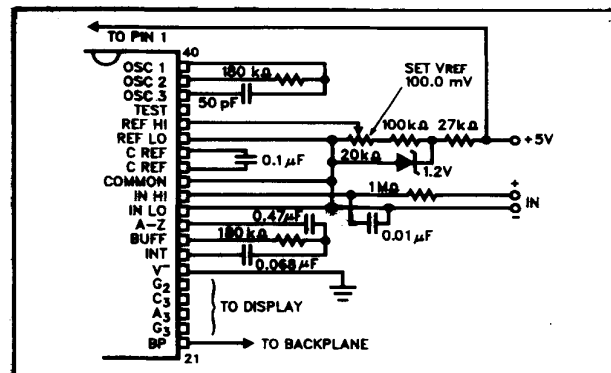 TO PIN 1
40
OSC 1
OSC 2
OSC 3
TEST
REF HI
REF LO
C REF
C REF
COMMON
IN HI
IN LO
A-Z
BUFF
INT
V⁻
G2
C3
A3
G3
BP
21
180 kΩ
50 pF
SET VREF
100.0 mV
100kΩ
27kΩ
+5V
20kΩ
1.2V
0.1μF
1MΩ
+
IN
-
0.47μF
0.01μF
180kΩ
0.068μF
TO DISPLAY
TO BACKPLANE